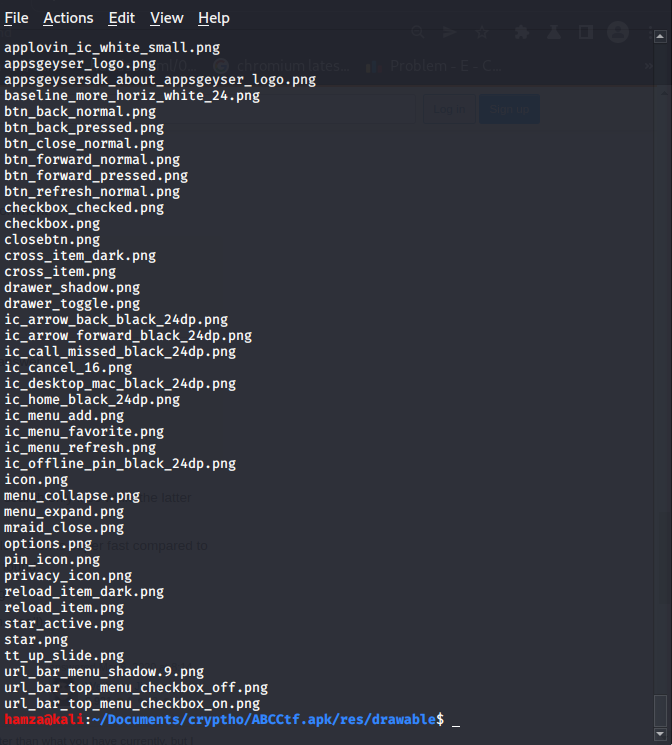 File Actions Edit View Help
applovin_ic_white_small.png
appsgeyser_logo.png
appsgeysersdk_about_appsgeyser_logo.png
baseline_more_horiz_white_24.png
btn_back_normal.png
btn_back_pressed.png
btn_close_normal.png
btn_forward_normal.png
btn_forward_pressed.png
btn_refresh_normal.png
checkbox_checked.png
checkbox.png
closebtn.png
cross_item_dark.png
cross_item.png
drawer_shadow.png
drawer_toggle.png
ic_arrow_back_black_24dp.png
ic_arrow_forward_black_24dp.png
ic_call_missed_black_24dp.png
ic_cancel_16.png
ic_desktop_mac_black_24dp.png
ic_home_black_24dp.png
ic_menu_add.png
ic_menu_favorite.png
ic_menu_refresh.png
ic_offline_pin_black_24dp.png
icon.png
menu_collapse.png
menu_expand.png
mraid_close.png
options.png
pin_icon.png
privacy_icon.png
reload_item_dark.png
reload_item.png
star_active.png
star.png
tt_up_slide.png
url_bar_menu_shadow.9.png
url_bar_top_menu_checkbox_off.png
url_bar_top_menu_checkbox_on.png
hamza@kali:~/Documents/cryptho/ABCCtf.apk/res/drawable$ _